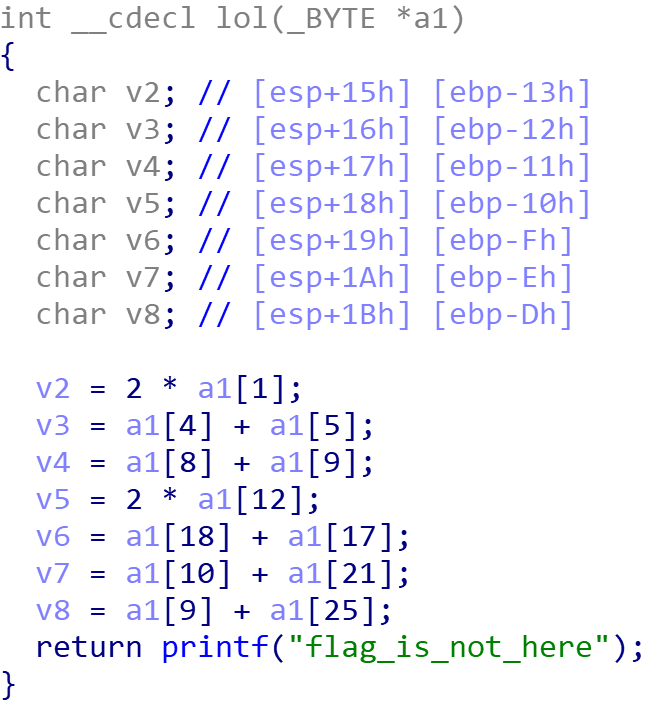 int __cdecl lol(_BYTE *a1)
{
  char v2; // [esp+15h] [ebp-13h]
  char v3; // [esp+16h] [ebp-12h]
  char v4; // [esp+17h] [ebp-11h]
  char v5; // [esp+18h] [ebp-10h]
  char v6; // [esp+19h] [ebp-Fh]
  char v7; // [esp+1Ah] [ebp-Eh]
  char v8; // [esp+1Bh] [ebp-Dh]

  v2 = 2 * a1[1];
  v3 = a1[4] + a1[5];
  v4 = a1[8] + a1[9];
  v5 = 2 * a1[12];
  v6 = a1[18] + a1[17];
  v7 = a1[10] + a1[21];
  v8 = a1[9] + a1[25];
  return printf("flag_is_not_here");
}